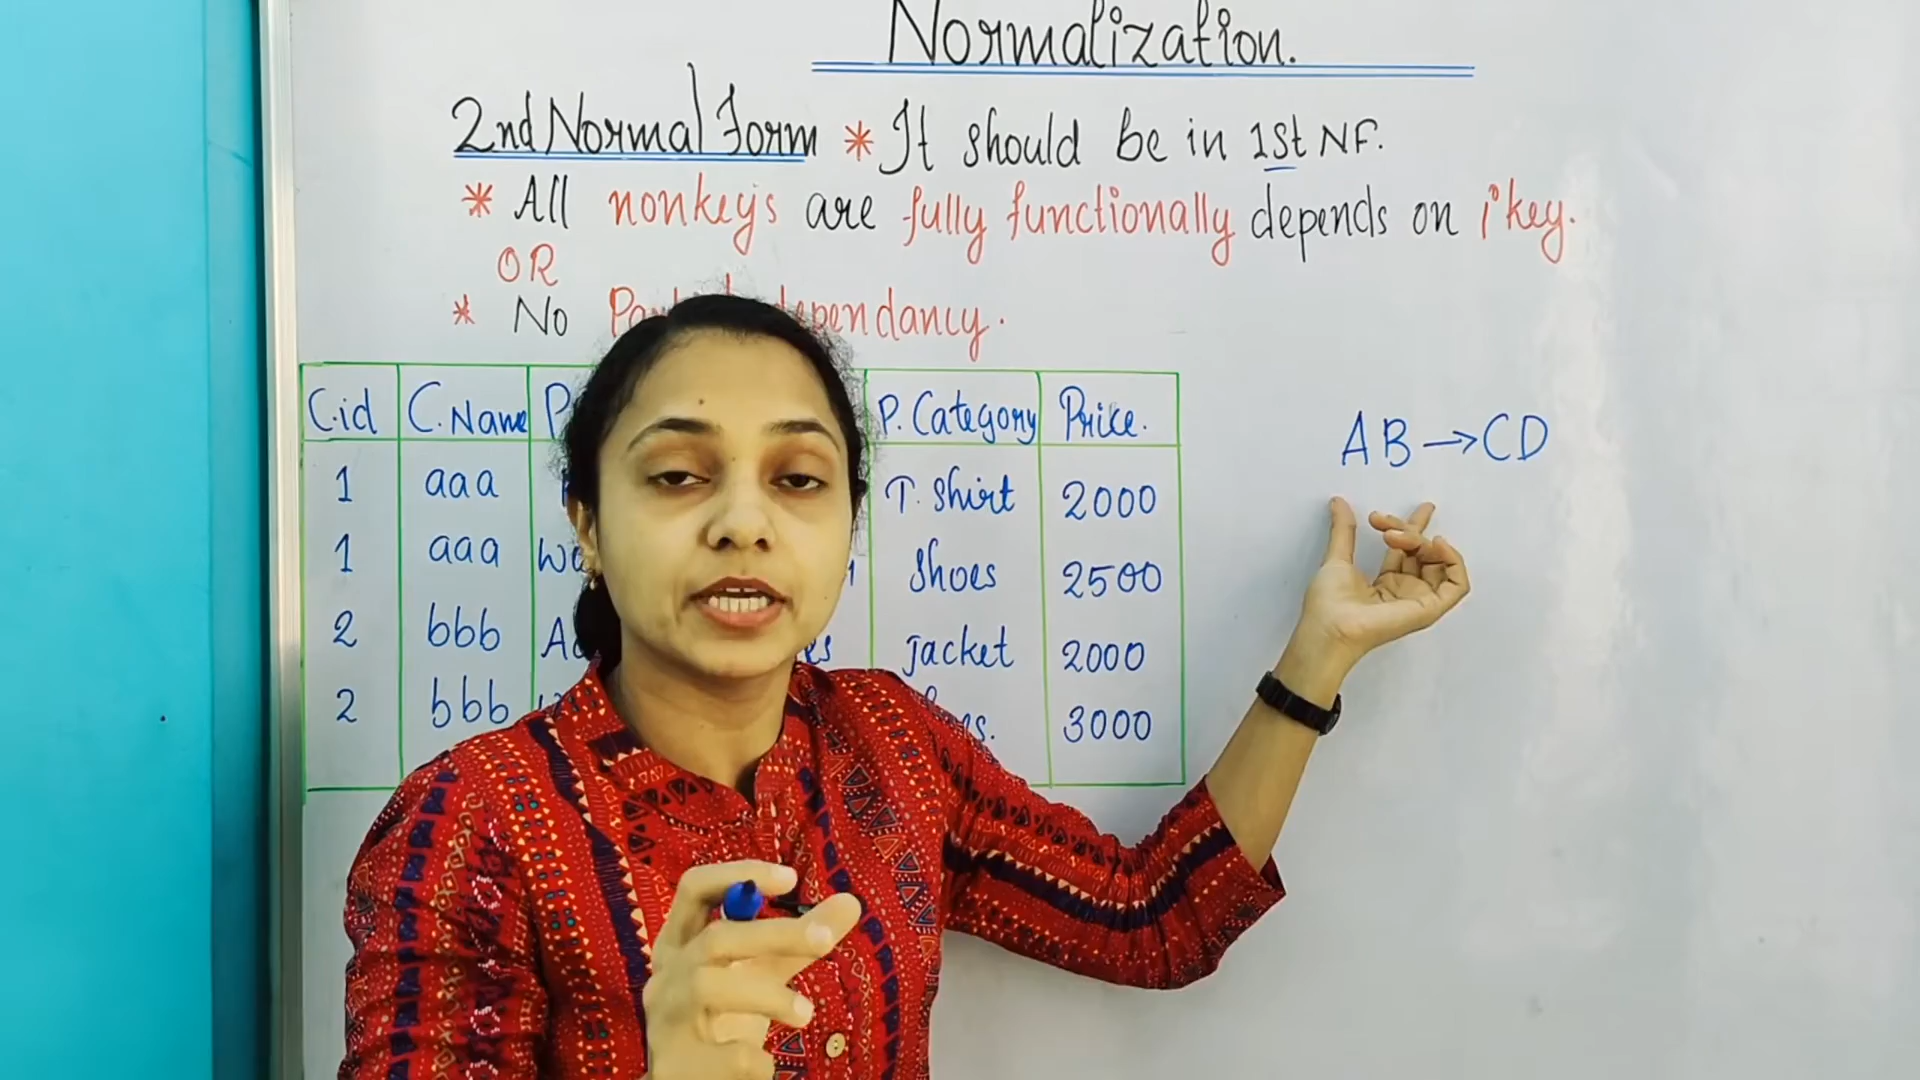 Normalization.
2nd Normal Form * It should be in 1st NF.
* All nonkeys are fully functionally depends on 1° key.
OR
* No dependancy.
C.id C.Name P. Category Price.
AB→CD
1 aaa T. Shirt 2000
1 aaa Shoes 2500
2 bbb Jacket 2000
2 bbb 3000